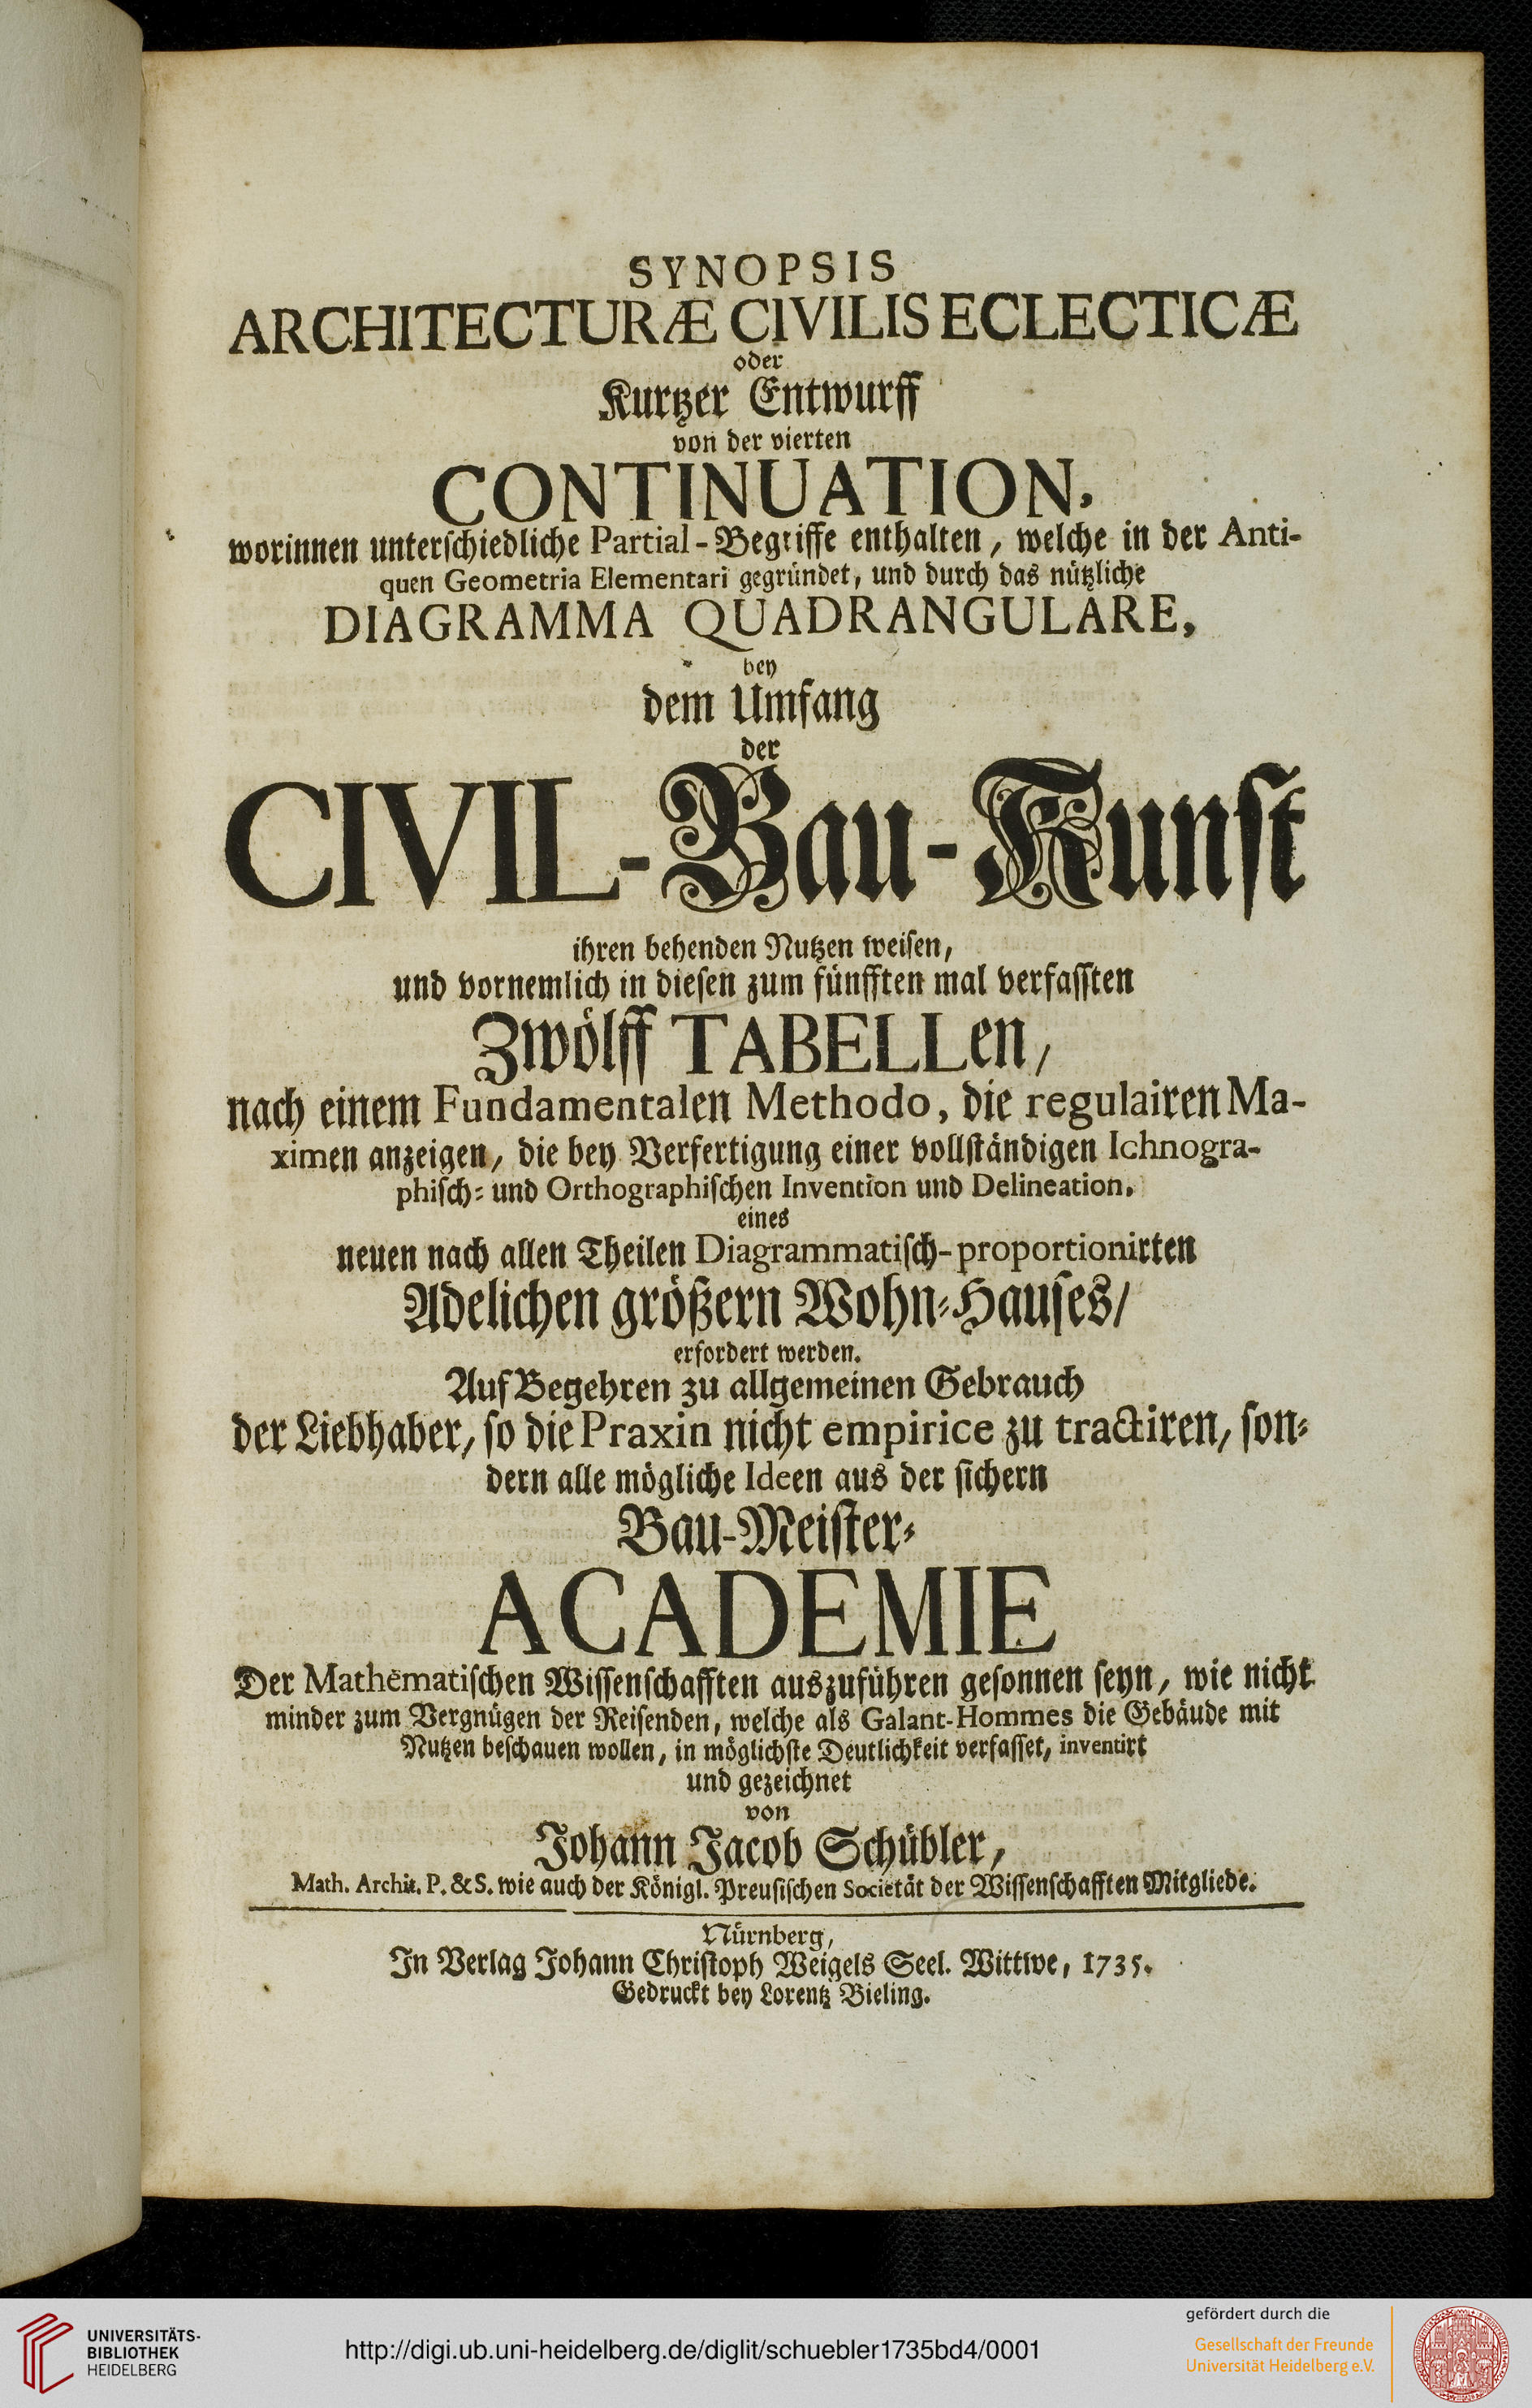 SYNOPSIS
ARCHITECTURÆ CIVILIS ECLECTICÆ
oder
Kurtzer Entwurff
von der vierten
CONTINUATION,
worinnen unterschiedliche Partial-Begriffe enthalten, welche in der Anti-
quen Geometria Elementari gegründet, und durch das nützliche
DIAGRAMMA QUADRANGULARE,
bey
dem Umfang
der
CIVIL-Bau-Kunst
ihren behenden Nutzen weisen,
und vornemlich in diesen zum fünfften mal verfassten
Zwölff TABELLen,
nach einem Fundamentalen Methodo, die regulairen Ma-
ximen anzeigen, die bey Verfertigung einer vollständigen Ichnogra-
phisch- und Orthographischen Invention und Delineation,
eines
neuen nach allen Theilen Diagrammatisch-proportionirten
Adelichen größern Wohn-Hauses/
erfordert werden.
Auf Begehren zu allgemeinen Gebrauch
der Liebhaber, so die Praxin nicht empirice zu tractiren, son-
dern alle mögliche Ideen aus der sichern
Bau-Meister-
ACADEMIE
Der Mathematischen Wissenschafften auszuführen gesonnen seyn, wie nicht
minder zum Vergnügen der Reisenden, welche als Galant-Hommes die Gebäude mit
Nutzen beschauen wollen, in möglichste Deutlichkeit verfasset, inventirt
und gezeichnet
von
Johann Jacob Schübler,
Math. Archit. P. & S. wie auch der Königl. Preusischen Societät der Wissenschafften Mitgliede.
Nürnberg,
In Verlag Johann Christoph Weigels Seel. Wittwe, 1735.
Gedruckt bey Lorentz Bieling.
UNIVERSITÄTS-
BIBLIOTHEK
HEIDELBERG
http://digi.ub.uni-heidelberg.de/diglit/schuebler1735bd4/0001
gefördert durch die
Gesellschaft der Freunde
Universität Heidelberg e.V.